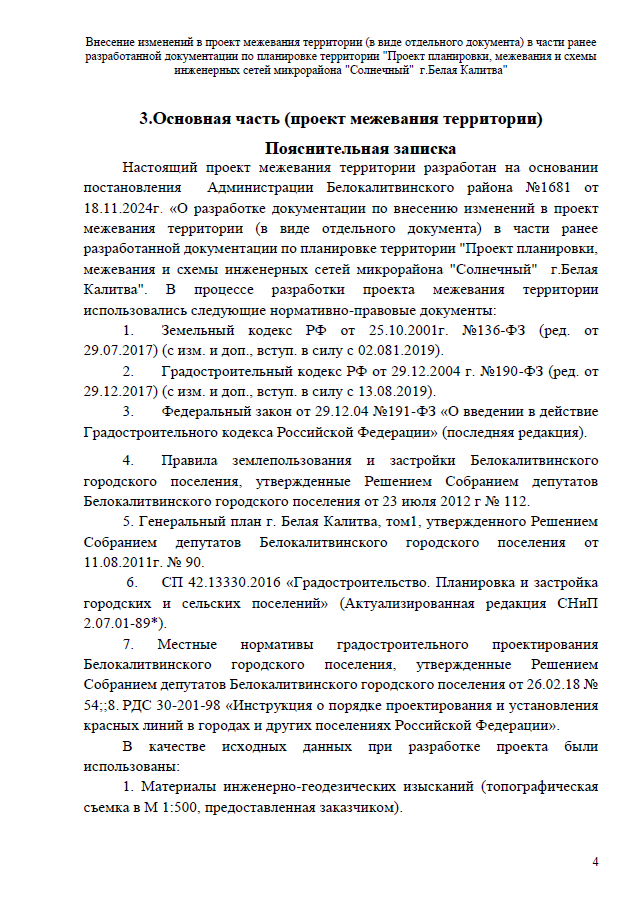 Внесение изменений в проект межевания территории (в виде отдельного документа) в части ранее
разработанной документации по планировке территории "Проект планировки, межевания и схемы
инженерных сетей микрорайона "Солнечный" г.Белая Калитва"
3.Основная часть (проект межевания территории)
Пояснительная записка
Настоящий проект межевания территории разработан на основании
постановления Администрации Белокалитвинского района №1681 от
18.11.2024г. «О разработке документации по внесению изменений в проект
межевания территории (в виде отдельного документа) в части ранее
разработанной документации по планировке территории "Проект планировки,
межевания и схемы инженерных сетей микрорайона "Солнечный" г.Белая
Калитва". В процессе разработки проекта межевания территории
использовались следующие нормативно-правовые документы:
1. Земельный кодекс РФ от 25.10.2001г. №136-ФЗ (ред. от
29.07.2017) (с изм. и доп., вступ. в силу с 02.081.2019).
2. Градостроительный кодекс РФ от 29.12.2004 г. №190-ФЗ (ред. от
29.12.2017) (с изм. и доп., вступ. в силу с 13.08.2019).
3. Федеральный закон от 29.12.04 №191-ФЗ «О введении в действие
Градостроительного кодекса Российской Федерации» (последняя редакция).
4. Правила землепользования и застройки Белокалитвинского
городского поселения, утвержденные Решением Собранием депутатов
Белокалитвинского городского поселения от 23 июля 2012 г № 112.
5. Генеральный план г. Белая Калитва, том1, утвержденного Решением
Собранием депутатов Белокалитвинского городского поселения от
11.08.2011г. № 90.
6. СП 42.13330.2016 «Градостроительство. Планировка и застройка
городских и сельских поселений» (Актуализированная редакция СНиП
2.07.01-89*).
7. Местные нормативы градостроительного проектирования
Белокалитвинского городского поселения, утвержденные Решением
Собранием депутатов Белокалитвинского городского поселения от 26.02.18 №
54;;8. РДС 30-201-98 «Инструкция о порядке проектирования и установления
красных линий в городах и других поселениях Российской Федерации».
В качестве исходных данных при разработке проекта были
использованы:
1. Материалы инженерно-геодезических изысканий (топографическая
съемка в М 1:500, предоставленная заказчиком).
4